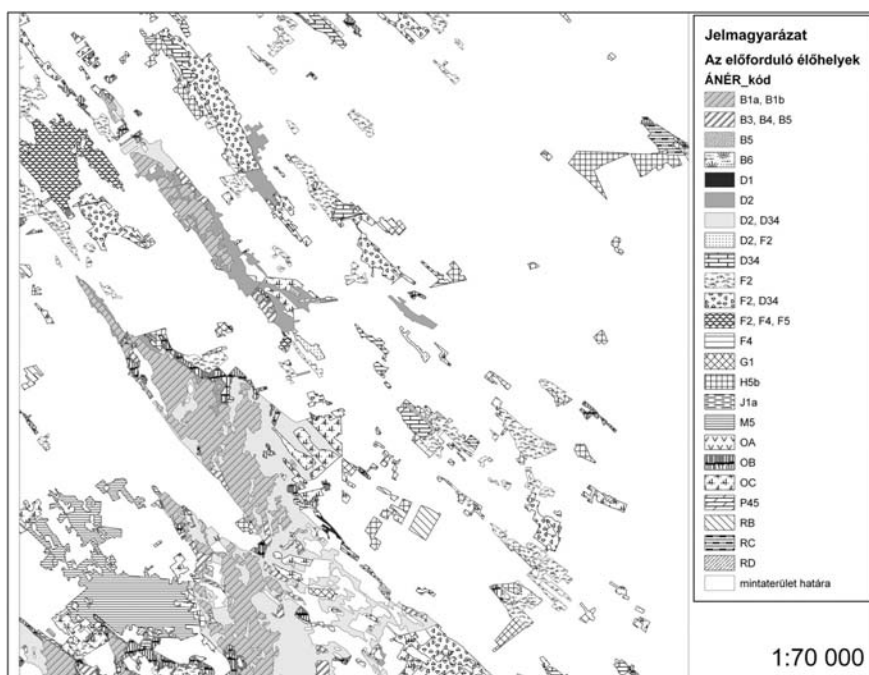 Jelmagyarázat
Az előforduló élőhelyek
ÁNÉR_kód
B1a, B1b
B3, B4, B5
B5
B6
D1
D2
D2, D34
D2, F2
D34
F2
F2, D34
F2, F4, F5
F4
G1
H5b
J1a
M5
OA
OB
OC
P45
RB
RC
RD
mintaterület határa
1:70 000